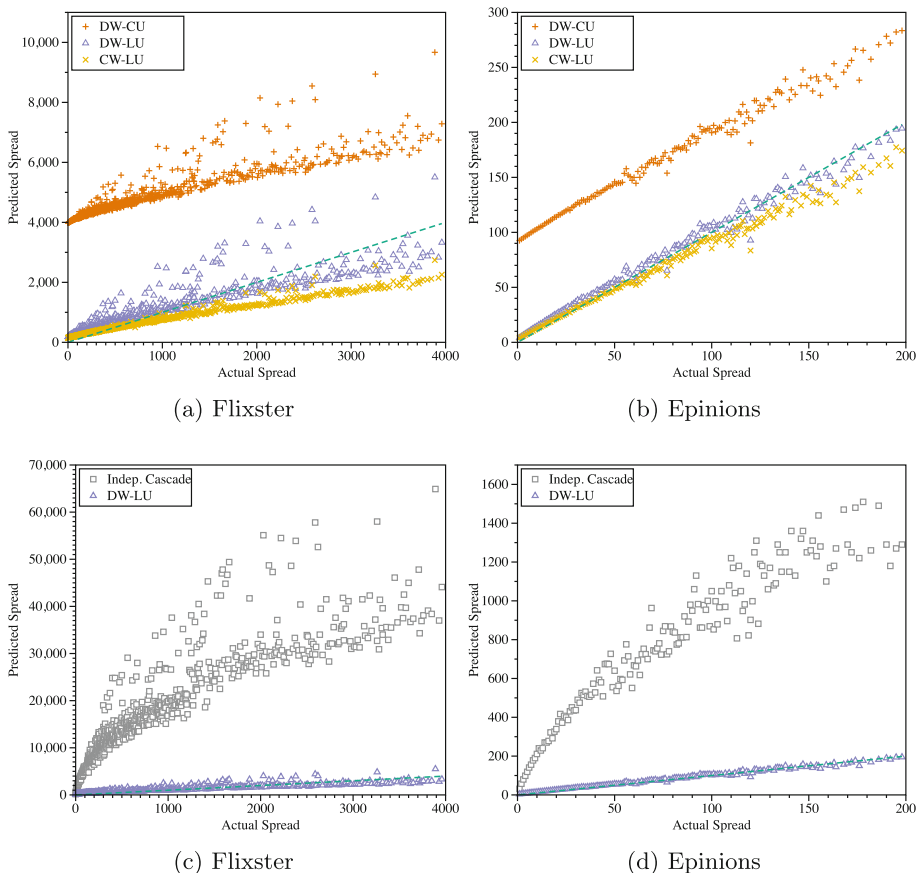 DW-CU
DW-LU
CW-LU
10,000
8,000
6,000
4,000
2,000
0
Predicted Spread
0 1000 2000 3000 4000
Actual Spread
(a) Flixster
DW-CU
DW-LU
CW-LU
300
250
200
150
100
50
0
Predicted Spread
0 50 100 150 200
Actual Spread
(b) Epinions
Indep. Cascade
DW-LU
70,000
60,000
50,000
40,000
30,000
20,000
10,000
0
Predicted Spread
0 1000 2000 3000 4000
Actual Spread
(c) Flixster
Indep. Cascade
DW-LU
1600
1400
1200
1000
800
600
400
200
0
Predicted Spread
0 50 100 150 200
Actual Spread
(d) Epinions